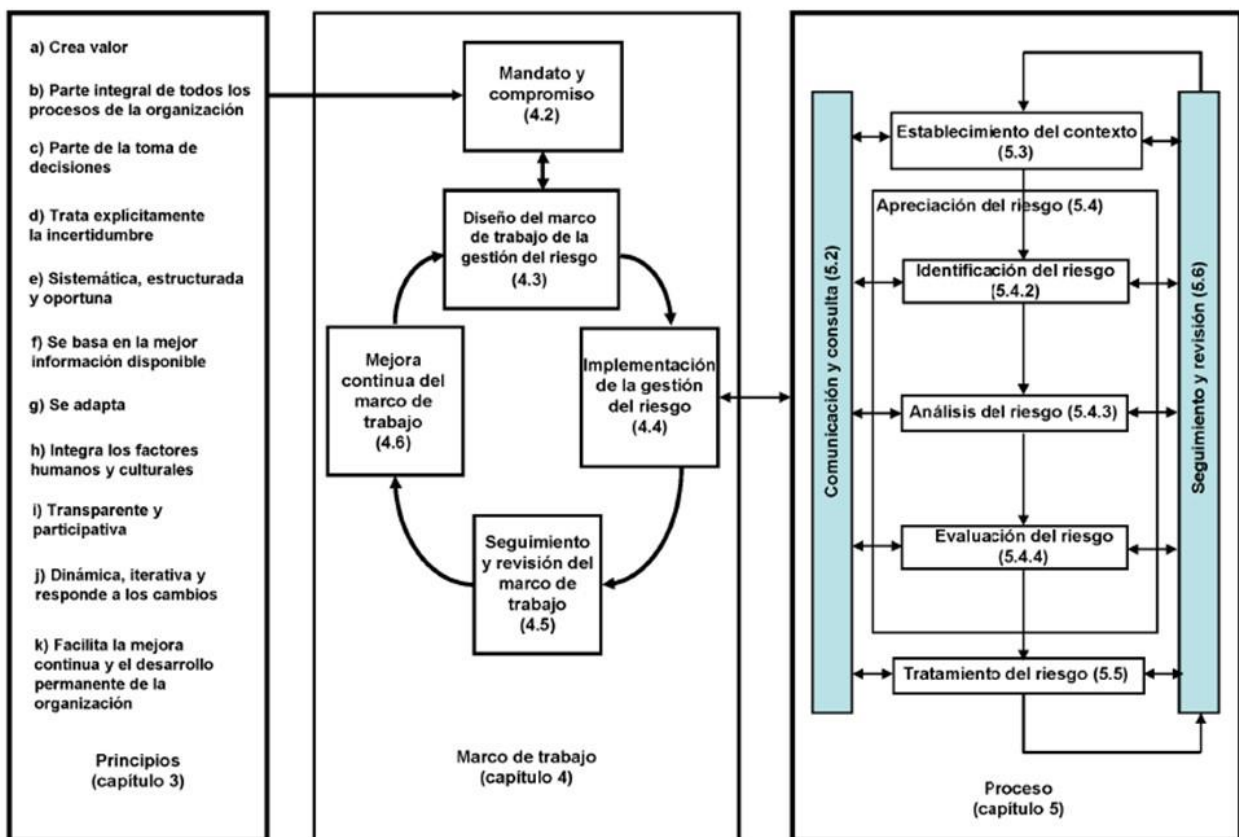 a) Crea valor
b) Parte integral de todos los
procesos de la organización
c) Parte de la toma de
decisiones
d) Trata explícitamente
la incertidumbre
e) Sistemática, estructurada
y oportuna
f) Se basa en la mejor
información disponible
g) Se adapta
h) Integra los factores
humanos y culturales
i) Transparente y
participativa
j) Dinámica, iterativa y
responde a los cambios
k) Facilita la mejora
continua y el desarrollo
permanente de la
organización
Principios
(capítulo 3)
Mandato y
compromiso
(4.2)
Diseño del marco
de trabajo de la
gestión del riesgo
(4.3)
Implementación
de la gestión
del riesgo
(4.4)
Mejora
continua del
marco de
trabajo
(4.6)
Seguimiento
y revisión del
marco de
trabajo
(4.5)
Marco de trabajo
(capítulo 4)
Comunicación y consulta (5.2)
Establecimiento del contexto
(5.3)
Apreciación del riesgo (5.4)
Identificación del riesgo
(5.4.2)
Análisis del riesgo (5.4.3)
Evaluación del riesgo
(5.4.4)
Tratamiento del riesgo (5.5)
Seguimiento y revisión (5.6)
Proceso
(capítulo 5)